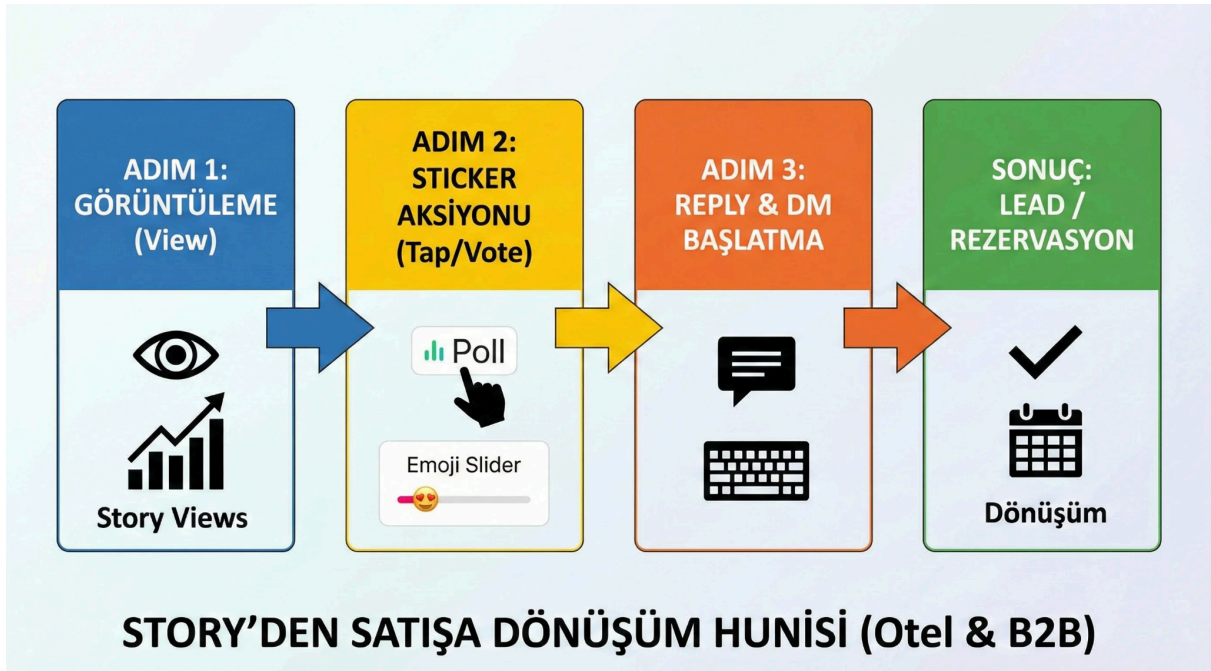 ADIM 1:
GÖRÜNTÜLEME
(View)
Story Views
ADIM 2:
STICKER
AKSİYONU
(Tap/Vote)
Poll
Emoji Slider
ADIM 3:
REPLY & DM
BAŞLATMA
SONUÇ:
LEAD /
REZERVASYON
Dönüşüm
STORY’DEN SATIŞA DÖNÜŞÜM HUNİSİ (Otel & B2B)